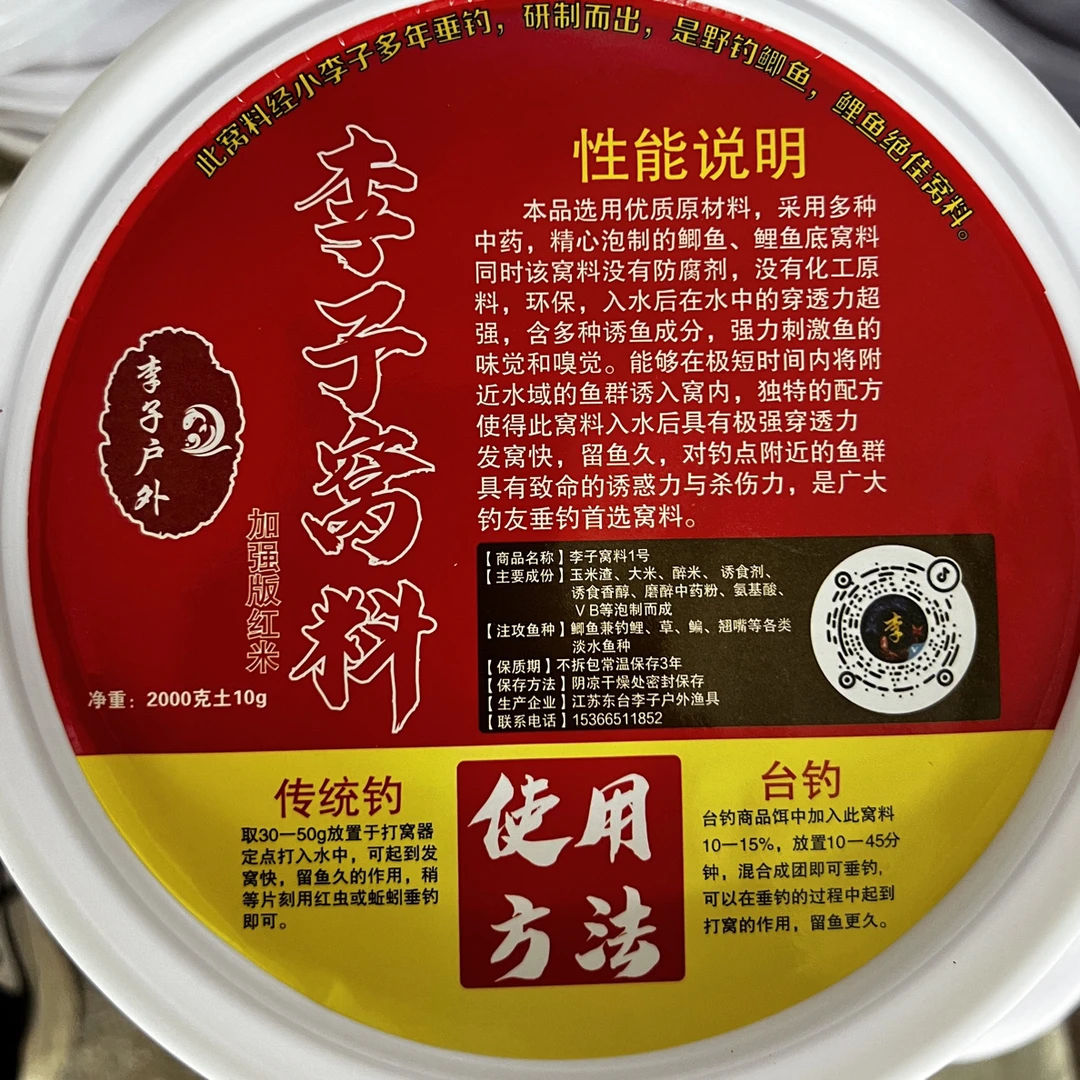 此窝料经小李子多年垂钓，研制而出，是野钓鲫鱼，鲤鱼绝佳窝料。
李子窝料
李子户外
加强版红米
净重：2000克土10g
性能说明
本品选用优质原材料，采用多种
中药，精心泡制的鲫鱼、鲤鱼底窝料
同时该窝料没有防腐剂，没有化工原
料，环保，入水后在水中的穿透力超
强，含多种诱鱼成分，强力刺激鱼的
味觉和嗅觉。能够在极短时间内将附
近水域的鱼群诱入窝内，独特的配方
使得此窝料入水后具有极强穿透力
发窝快，留鱼久，对钓点附近的鱼群
具有致命的诱惑力与杀伤力，是广大
钓友垂钓首选窝料。
【商品名称】李子窝料1号
【主要成份】玉米渣、大米、醉米、诱食剂、
诱食香醇、磨醉中药粉、氨基酸、
VB等泡制而成
【注攻鱼种】鲫鱼兼钓鲤、草、鳊、翘嘴等各类
淡水鱼种
【保质期】不拆包常温保存3年
【保存方法】阴凉干燥处密封保存
【生产企业】江苏东台李子户外渔具
【联系电话】15366511852
李
使用
方法
传统钓
取30一50g放置于打窝器
定点打入水中，可起到发
窝快，留鱼久的作用，稍
等片刻用红虫或蚯蚓垂钓
即可。
台钓
台钓商品饵中加入此窝料
10一15%，放置10一45分
钟，混合成团即可垂钓，
可以在垂钓的过程中起到
打窝的作用，留鱼更久。